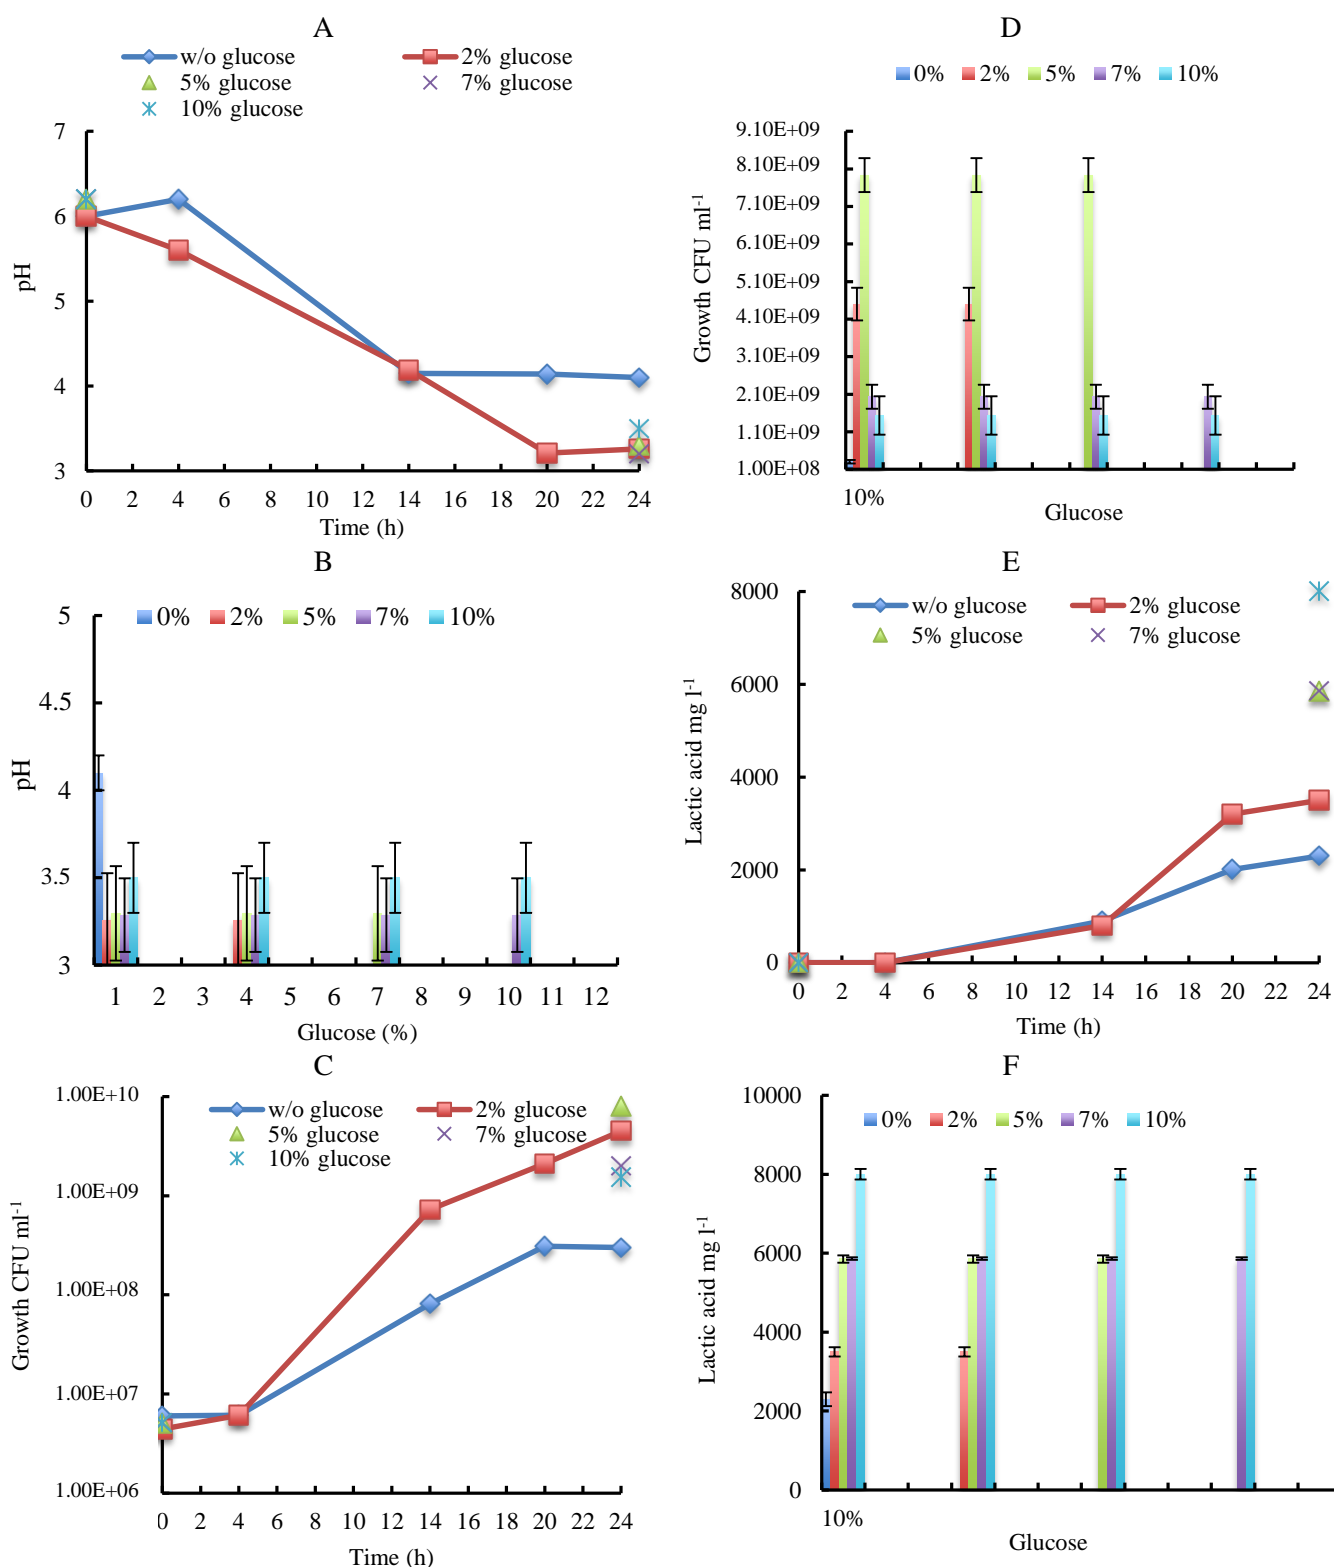 A
w/o glucose 2% glucose
5% glucose 7% glucose
10% glucose
7
6
5
4
3
pH
0 2 4 6 8 10 12 14 16 18 20 22 24
Time (h)
B
0% 2% 5% 7% 10%
5
4.5
4
3.5
3
pH
1 2 3 4 5 6 7 8 9 10 11 12
Glucose (%)
C
w/o glucose 2% glucose
5% glucose 7% glucose
10% glucose
1.00E+10
1.00E+09
1.00E+08
1.00E+07
1.00E+06
Growth CFU ml⁻¹
0 2 4 6 8 10 12 14 16 18 20 22 24
Time (h)
D
0% 2% 5% 7% 10%
9.10E+09
8.10E+09
7.10E+09
6.10E+09
5.10E+09
4.10E+09
3.10E+09
2.10E+09
1.10E+09
1.00E+08
Growth CFU ml⁻¹
10%
Glucose
E
w/o glucose 2% glucose
5% glucose 7% glucose
8000
6000
4000
2000
0
Lactic acid mg l⁻¹
0 2 4 6 8 10 12 14 16 18 20 22 24
Time (h)
F
0% 2% 5% 7% 10%
10000
8000
6000
4000
2000
0
Lactic acid mg l⁻¹
10%
Glucose